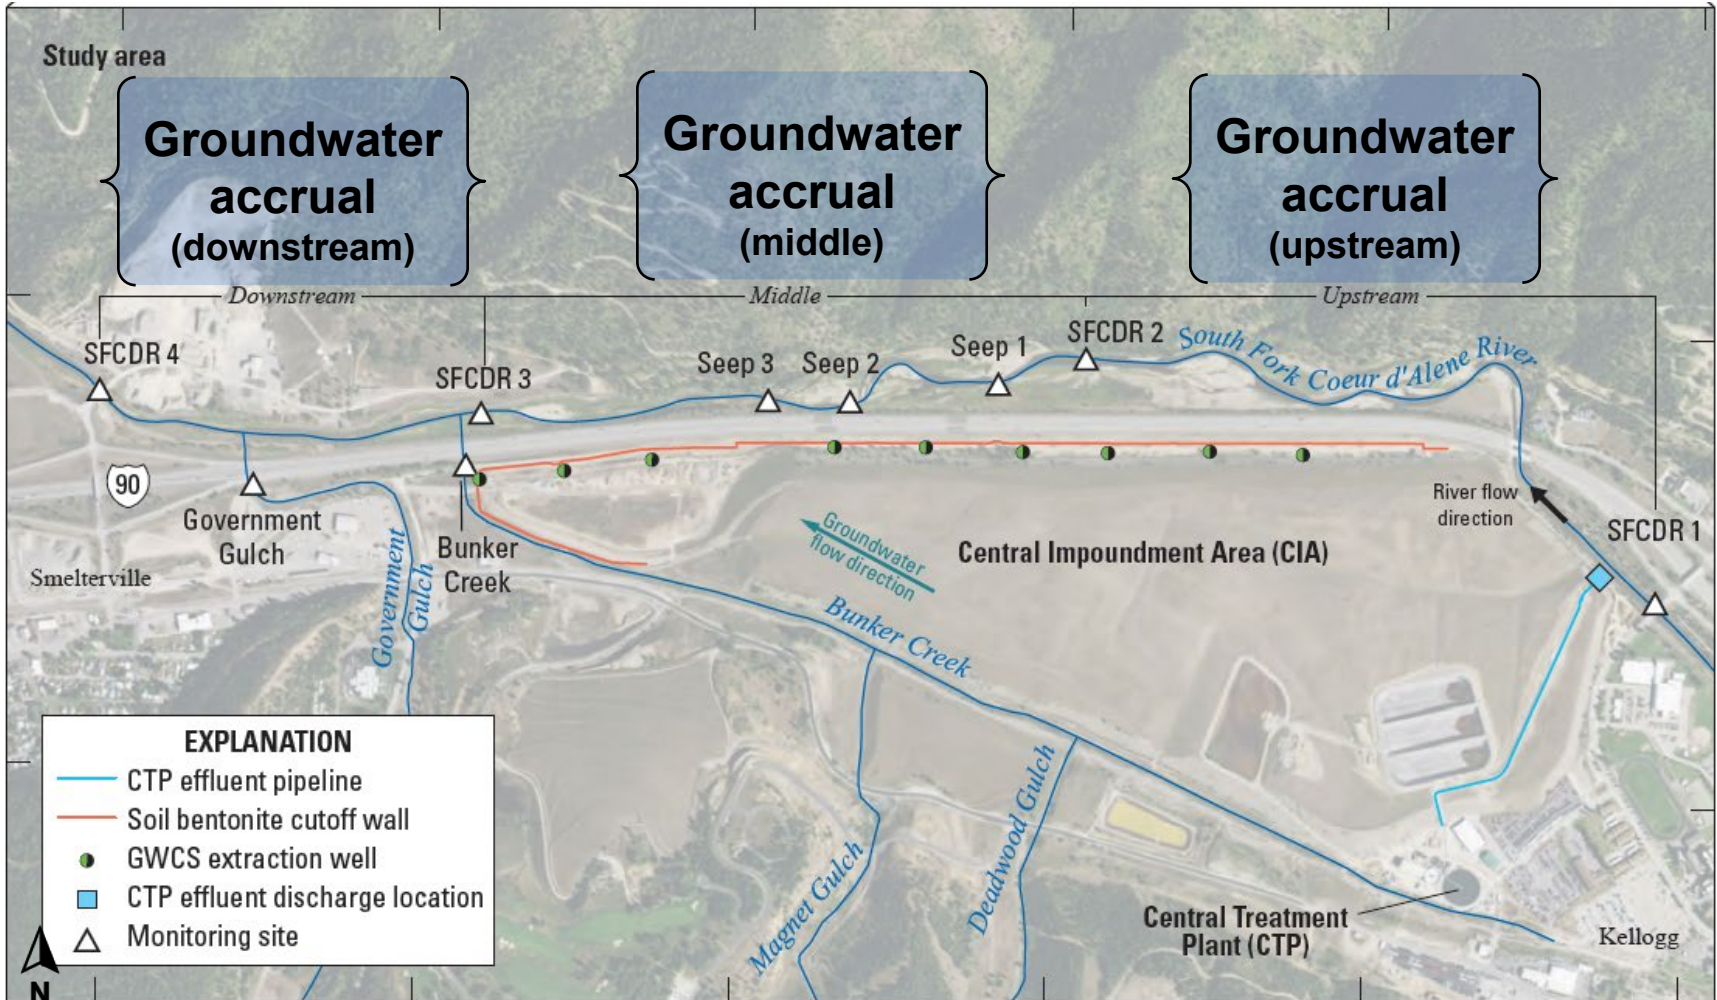 Study area
Groundwater
accrual
(downstream)
Groundwater
accrual
(middle)
Groundwater
accrual
(upstream)
Downstream
Middle
Upstream
SFCDR 4
SFCDR 3
Seep 3
Seep 2
Seep 1
SFCDR 2
South Fork Coeur d'Alene River
90
Government
Gulch
Smelterville
Government
Gulch
Bunker
Creek
Groundwater
flow direction
Central Impoundment Area (CIA)
River flow
direction
SFCDR 1
Bunker Creek
Magnet Gulch
Deadwood Gulch
Central Treatment
Plant (CTP)
Kellogg
EXPLANATION
CTP effluent pipeline
Soil bentonite cutoff wall
GWCS extraction well
CTP effluent discharge location
Monitoring site
N